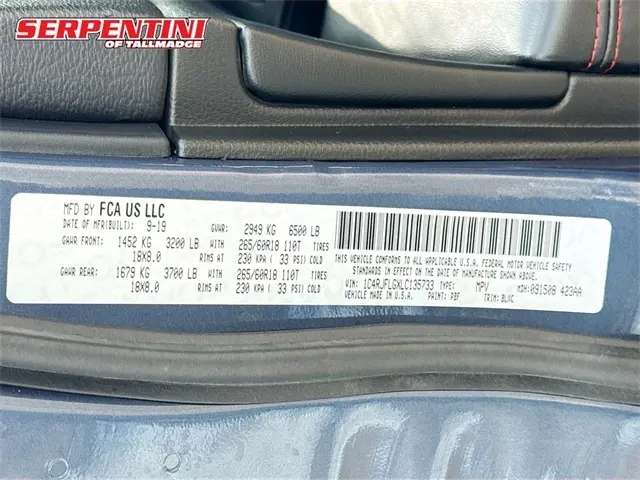 SERPENTINI
OF TALLMADGE
MFD BY FCA US LLC
DATE OF MFR(BUILT): 9-19 GVWR: 2949 KG 6500 LB
GAWR FRONT: 1452 KG 3200 LB WITH 265/60R18 110T TIRES
18X8.0 RIMS AT 230 KPA ( 33 PSI) COLD
GAWR REAR: 1679 KG 3700 LB WITH 265/60R18 110T TIRES
18X8.0 RIMS AT 230 KPA ( 33 PSI) COLD
THIS VEHICLE CONFORMS TO ALL APPLICABLE U.S.A. FEDERAL MOTOR VEHICLE SAFETY
STANDARDS IN EFFECT ON THE DATE OF MANUFACTURE SHOWN ABOVE.
VIN: 1C4RJFLGXLC135733 TYPE: MPV MDH: 091508 423AA
VEHICLE MADE IN U.S.A. PAINT: PBF TRIM: BLXC